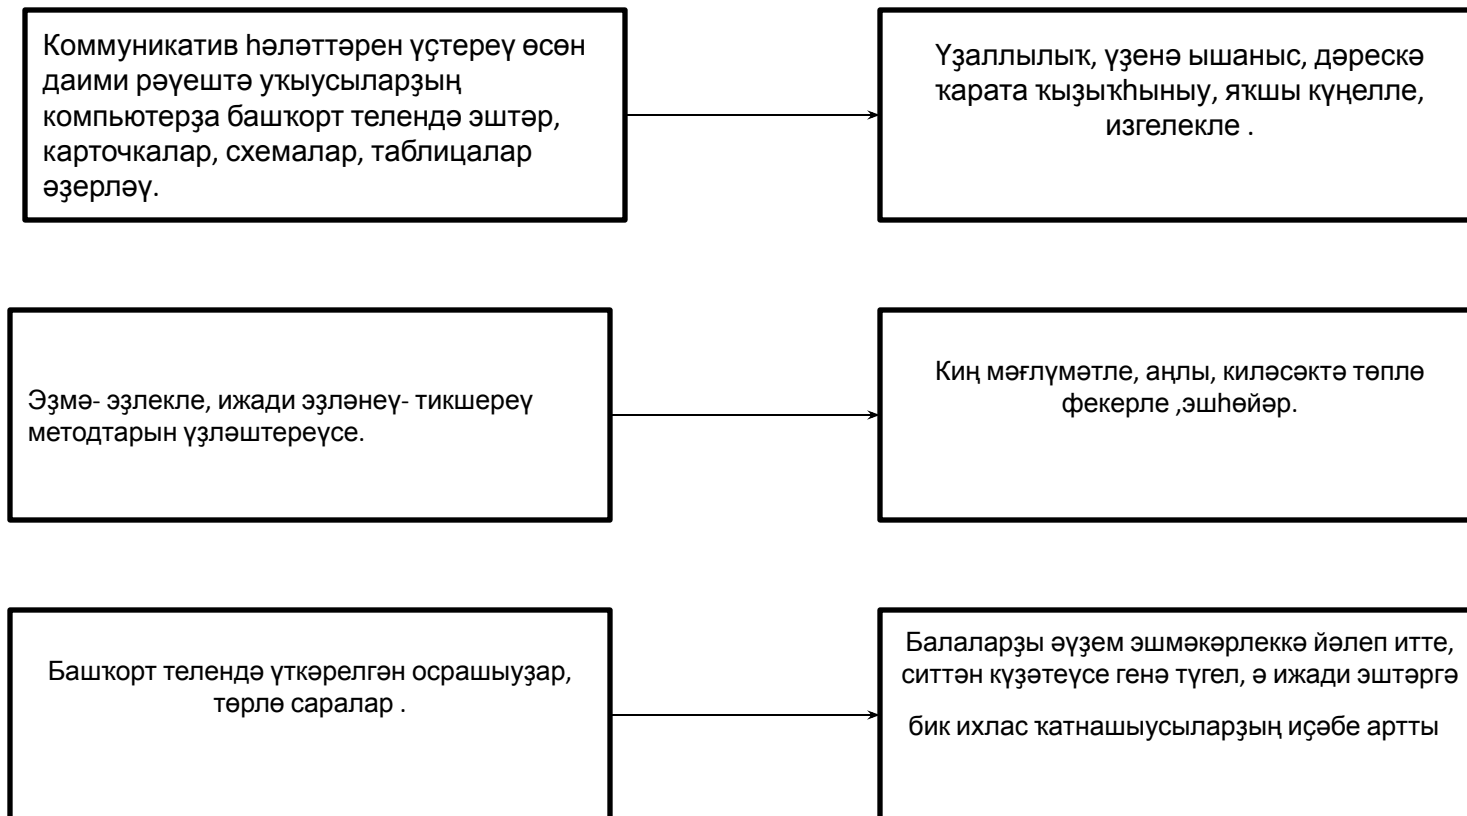 Коммуникатив һәләттәрен үҫтереү өсөн
даими рәүештә уҡыусыларҙың
компьютерҙа башҡорт телендә эштәр,
карточкалар, схемалар, таблицалар
әҙерләү.
Үҙаллылыҡ, үҙенә ышаныс, дәрескә
ҡарата ҡыҙыҡһыныу, яҡшы күңелле,
изгелекле .
Эҙмә- эҙлекле, ижади эҙләнеү- тикшереү
методтарын үҙләштереүсе.
Киң мәғлүмәтле, аңлы, киләсәктә төплө
фекерле ,эшһөйәр.
Башҡорт телендә үткәрелгән осрашыуҙар,
төрлө саралар .
Балаларҙы әүҙем эшмәкәрлеккә йәлеп итте,
ситтән күҙәтеүсе генә түгел, ә ижади эштәргә
бик ихлас ҡатнашыусыларҙың иҫәбе артты